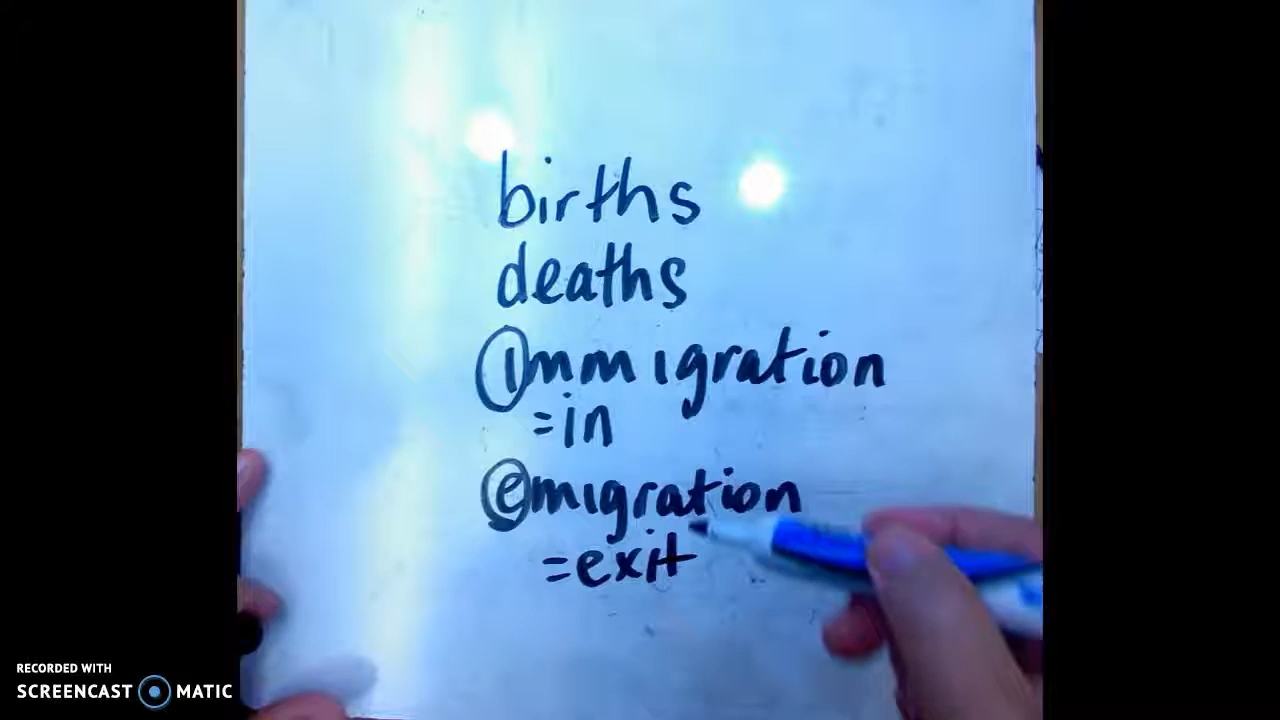 births
deaths
immigration
=in
emigration
=exit
RECORDED WITH
SCREENCAST MATIC